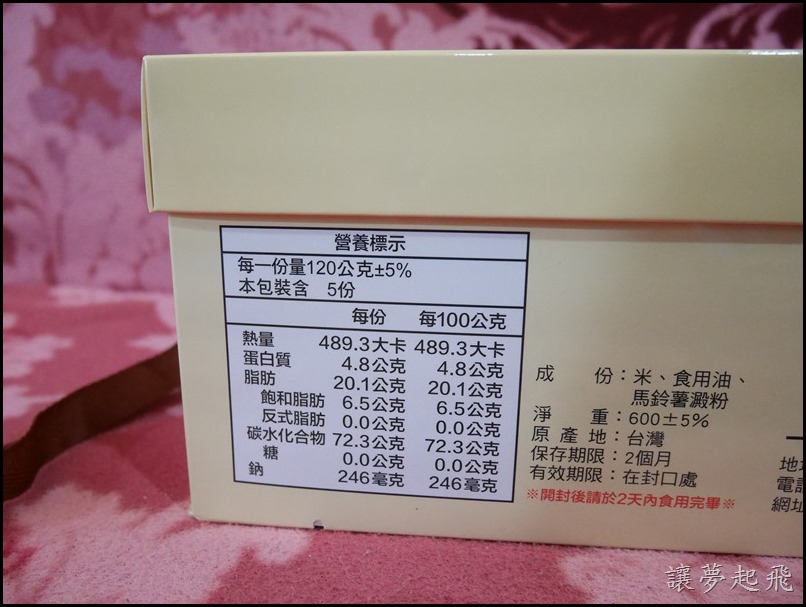 營養標示
每一份量120公克±5%
本包裝含 5份
每份 每100公克
熱量 489.3大卡 489.3大卡
蛋白質 4.8公克 4.8公克
脂肪 20.1公克 20.1公克
飽和脂肪 6.5公克 6.5公克
反式脂肪 0.0公克 0.0公克
碳水化合物 72.3公克 72.3公克
糖 0.0公克 0.0公克
鈉 246毫克 246毫克
成 份：米、食用油、
馬鈴薯澱粉
淨 重：600±5%
原 產 地：台灣
保存期限：2個月
有效期限：在封口處
※開封後請於2天內食用完畢※
地
電
網址
讓夢起飛